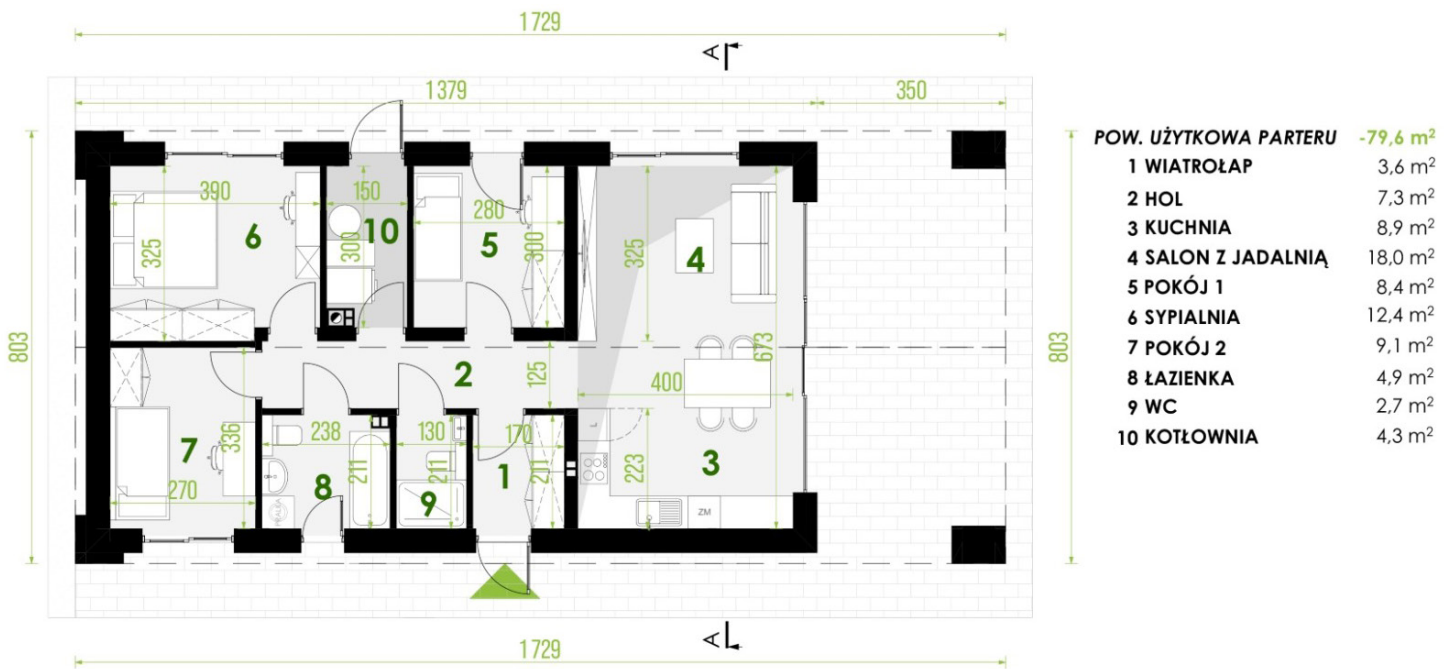 1729
A
1379
350
POW. UŻYTKOWA PARTERU -79,6 m²
1 WIATROŁAP 3,6 m²
2 HOL 7,3 m²
3 KUCHNIA 8,9 m²
4 SALON Z JADALNIĄ 18,0 m²
5 POKÓJ 1 8,4 m²
6 SYPIALNIA 12,4 m²
7 POKÓJ 2 9,1 m²
8 ŁAZIENKA 4,9 m²
9 WC 2,7 m²
10 KOTŁOWNIA 4,3 m²
390
150
280
6
10
5
4
325
300
300
325
803
803
673
2
125
400
7
336
238
130
170
L
3
270
8
211
9
211
1
211
223
PRALKA
ZM
A
1729